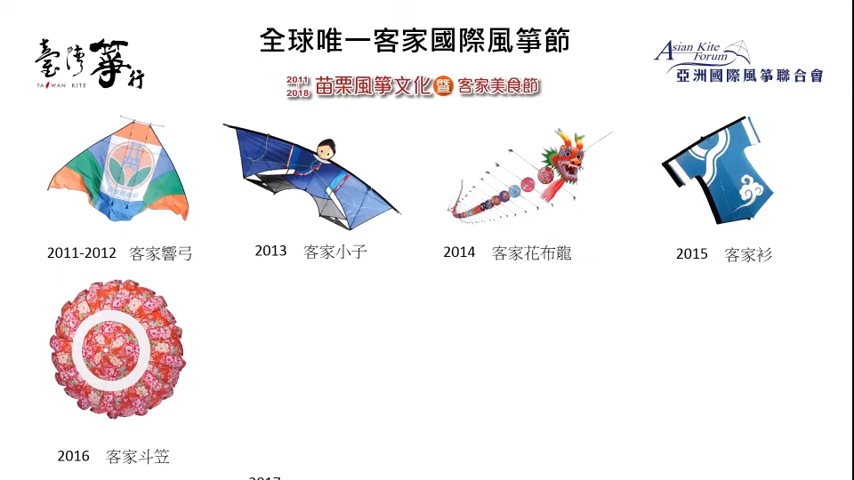 全球唯一客家國際風箏節
臺灣箏行
TAIWAN KITE
2011
2018
苗栗風箏文化暨客家美食節
Asian Kite
Forum
亞洲國際風箏聯合會
2011-2012 客家響弓
2013 客家小子
2014 客家花布龍
2015 客家衫
2016 客家斗笠
2017